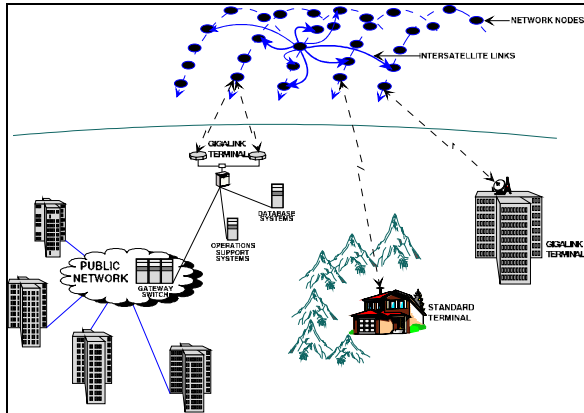 NETWORK NODES
INTERSATELLITE LINKS
GIGALINK
TERMINAL
DATABASE
SYSTEMS
OPERATIONS
SUPPORT
SYSTEMS
GIGALINK
TERMINAL
PUBLIC
NETWORK
GATEWAY
SWITCH
STANDARD
TERMINAL